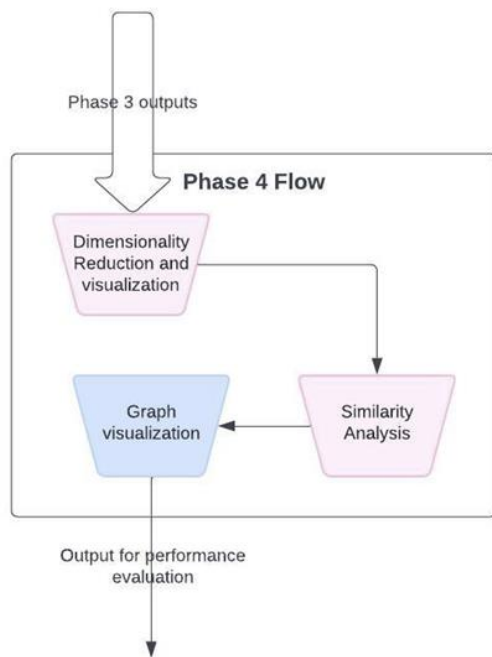 Phase 3 outputs
Phase 4 Flow
Dimensionality
Reduction and
visualization
Graph
visualization
Similarity
Analysis
Output for performance
evaluation